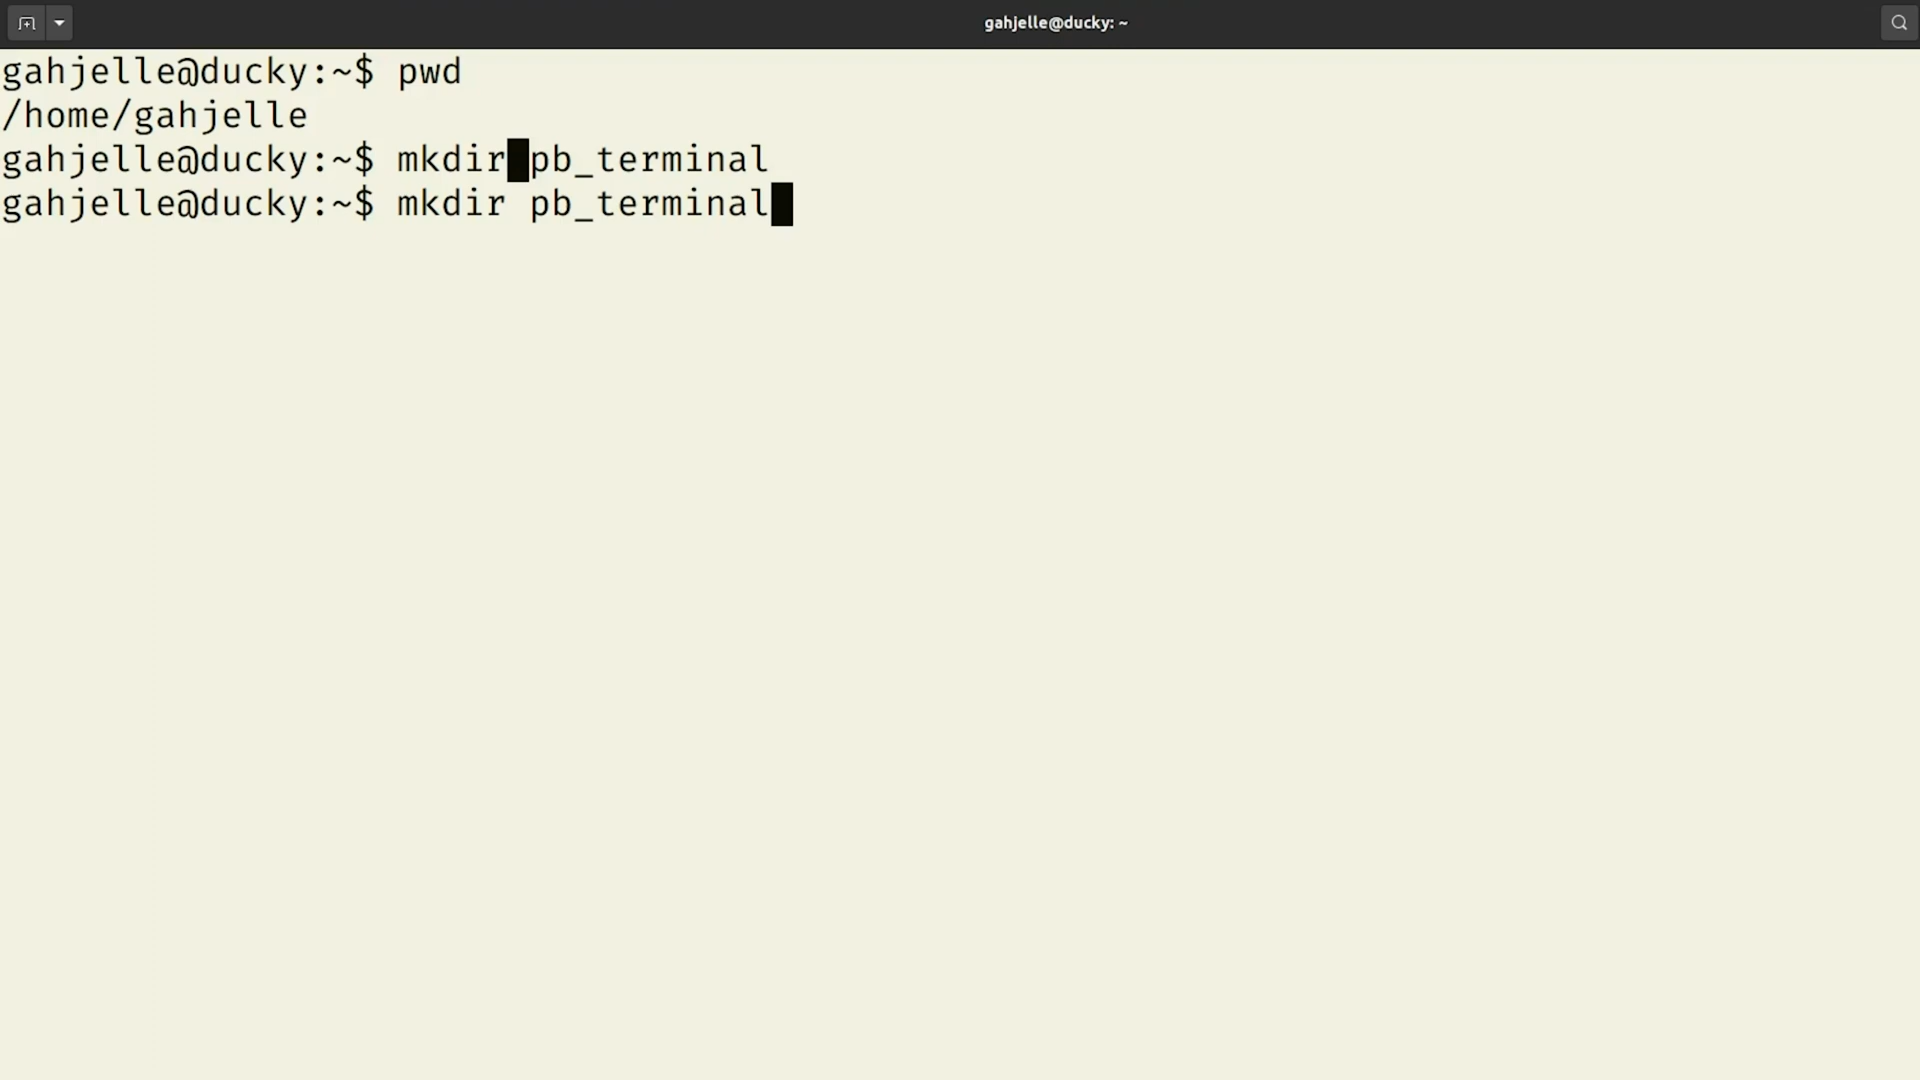 gahjelle@ducky: ~
gahjelle@ducky:~$ pwd
/home/gahjelle
gahjelle@ducky:~$ mkdir pb_terminal
gahjelle@ducky:~$ mkdir pb_terminal